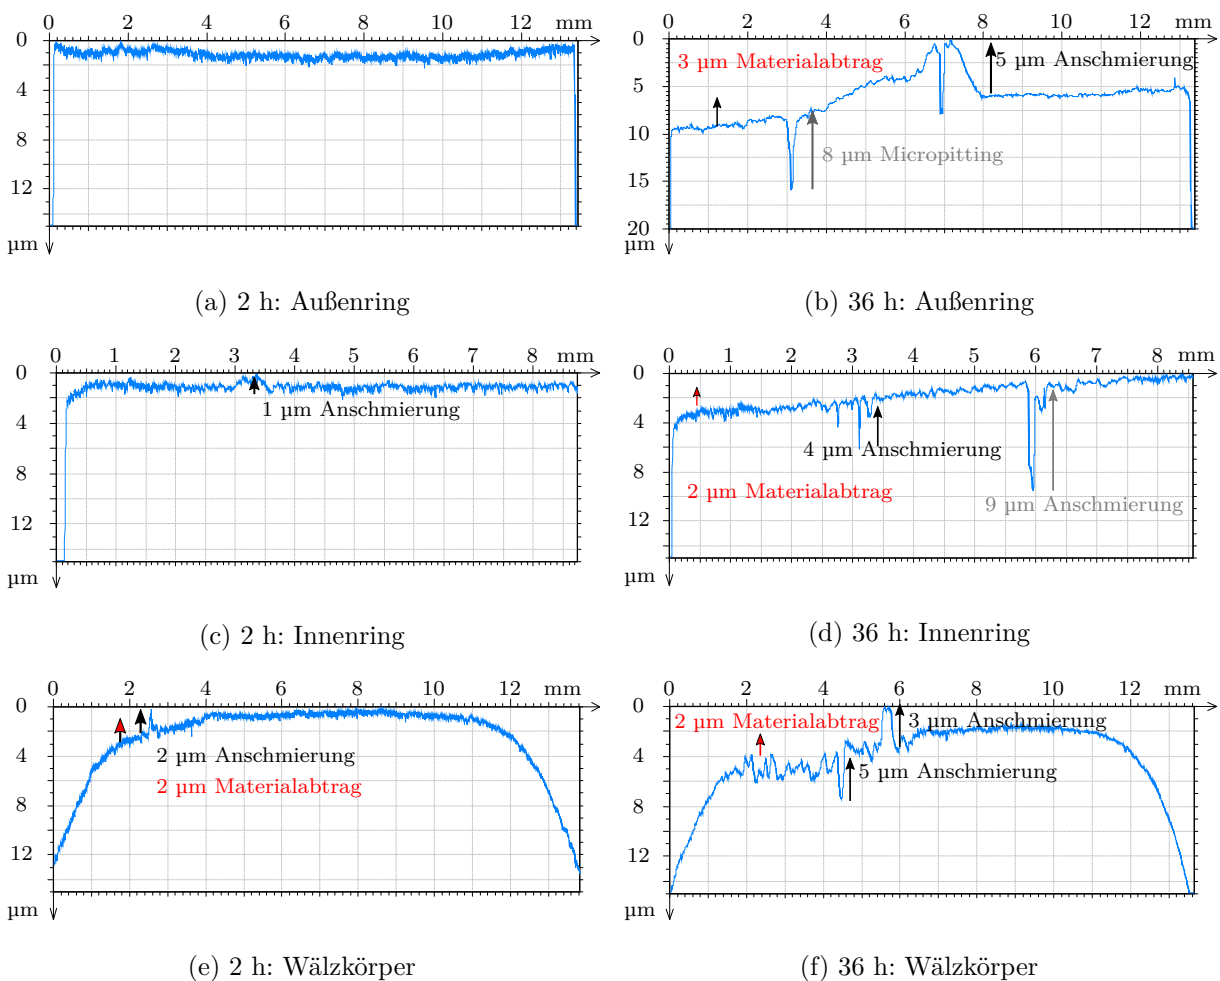 0 2 4 6 8 10 12 mm
0
4
8
12
µm
(a) 2 h: Außenring
0 2 4 6 8 10 12 mm
0
3 µm Materialabtrag
5 µm Anschmierung
5
10
8 µm Micropitting
15
20
µm
(b) 36 h: Außenring
0 1 2 3 4 5 6 7 8 mm
0
1 µm Anschmierung
4
8
12
µm
(c) 2 h: Innenring
0 1 2 3 4 5 6 7 8 mm
0
4
4 µm Anschmierung
8
2 µm Materialabtrag
9 µm Anschmierung
12
µm
(d) 36 h: Innenring
0 2 4 6 8 10 12 mm
0
4
2 µm Anschmierung
2 µm Materialabtrag
8
12
µm
(e) 2 h: Wälzkörper
0 2 4 6 8 10 12 mm
0
2 µm Materialabtrag
3 µm Anschmierung
4
5 µm Anschmierung
8
12
µm
(f) 36 h: Wälzkörper